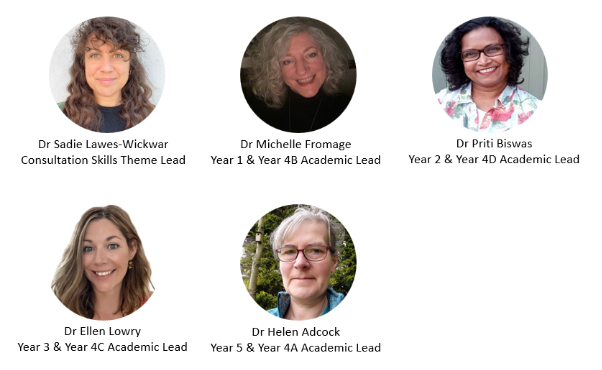 Dr Sadie Lawes-Wickwar
Consultation Skills Theme Lead
Dr Michelle Fromage
Year 1 & Year 4B Academic Lead
Dr Priti Biswas
Year 2 & Year 4D Academic Lead
Dr Ellen Lowry
Year 3 & Year 4C Academic Lead
Dr Helen Adcock
Year 5 & Year 4A Academic Lead